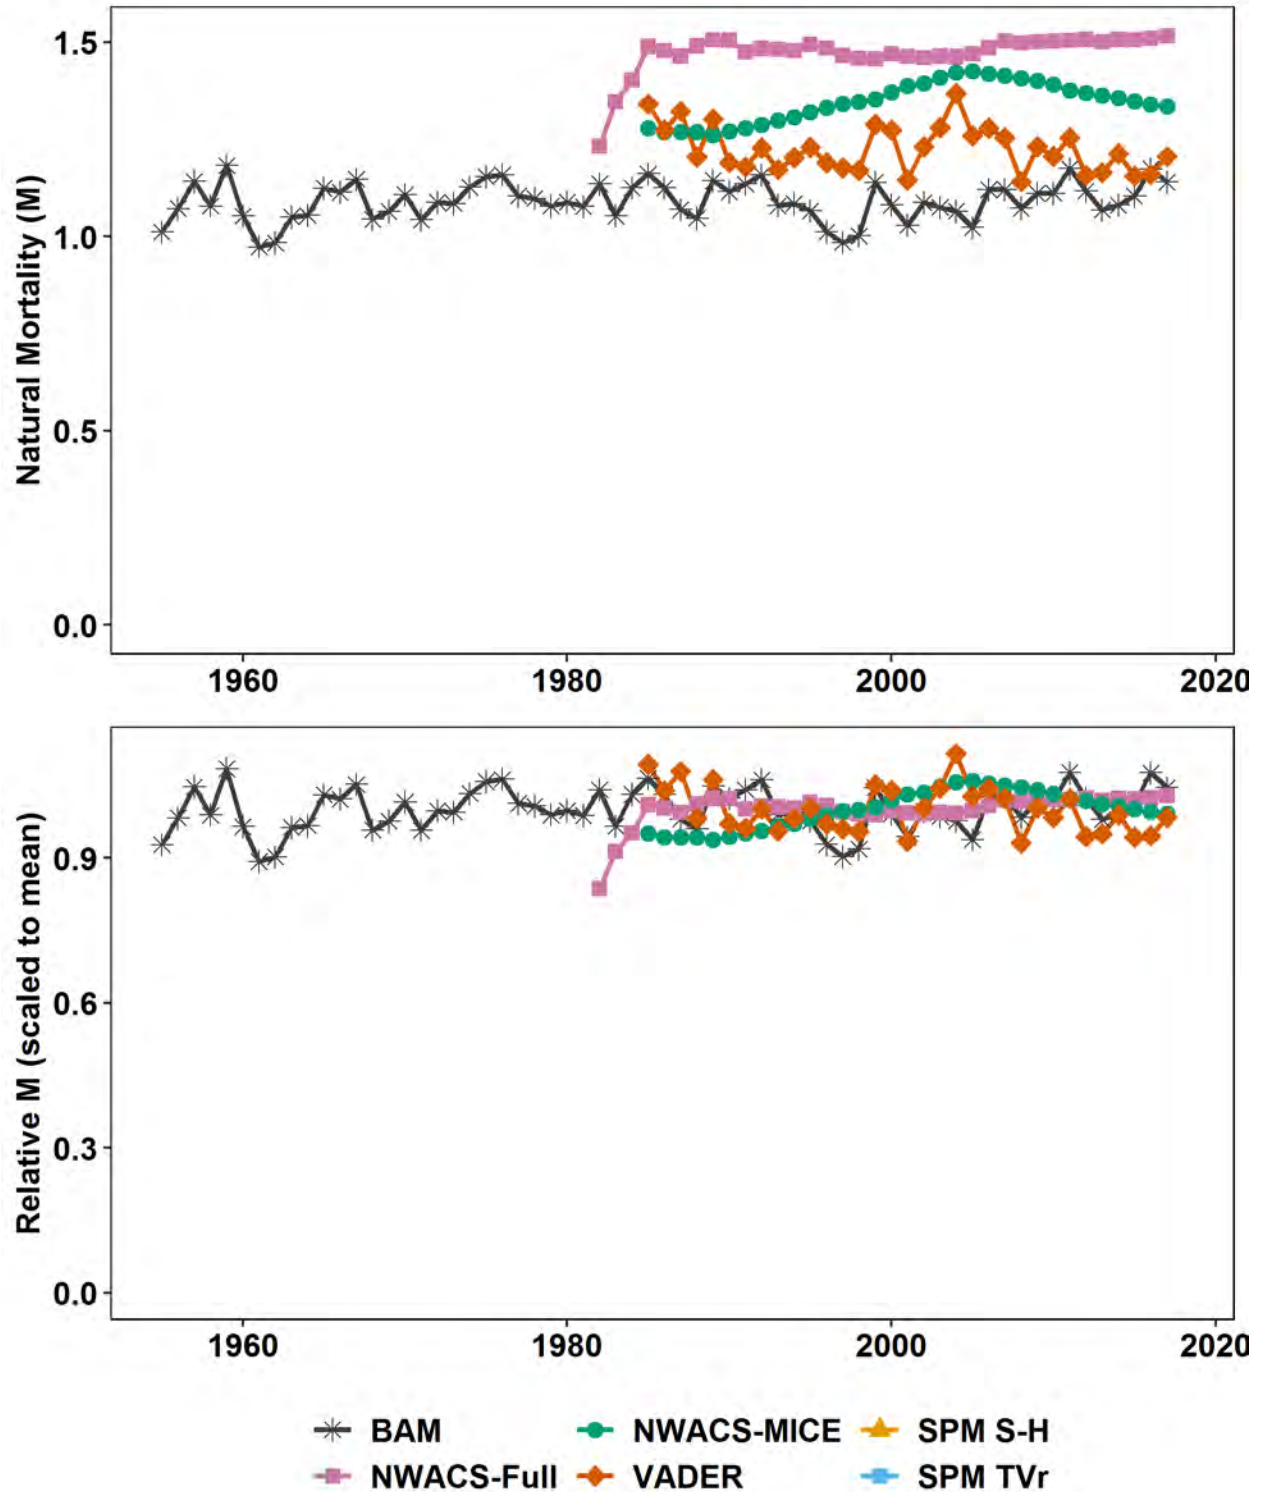 Natural Mortality (M)
1.5
1.0
0.5
0.0
1960 1980 2000 2020
Relative M (scaled to mean)
0.9
0.6
0.3
0.0
1960 1980 2000 2020
BAM NWACS-MICE SPM S-H
NWACS-Full VADER SPM TVr